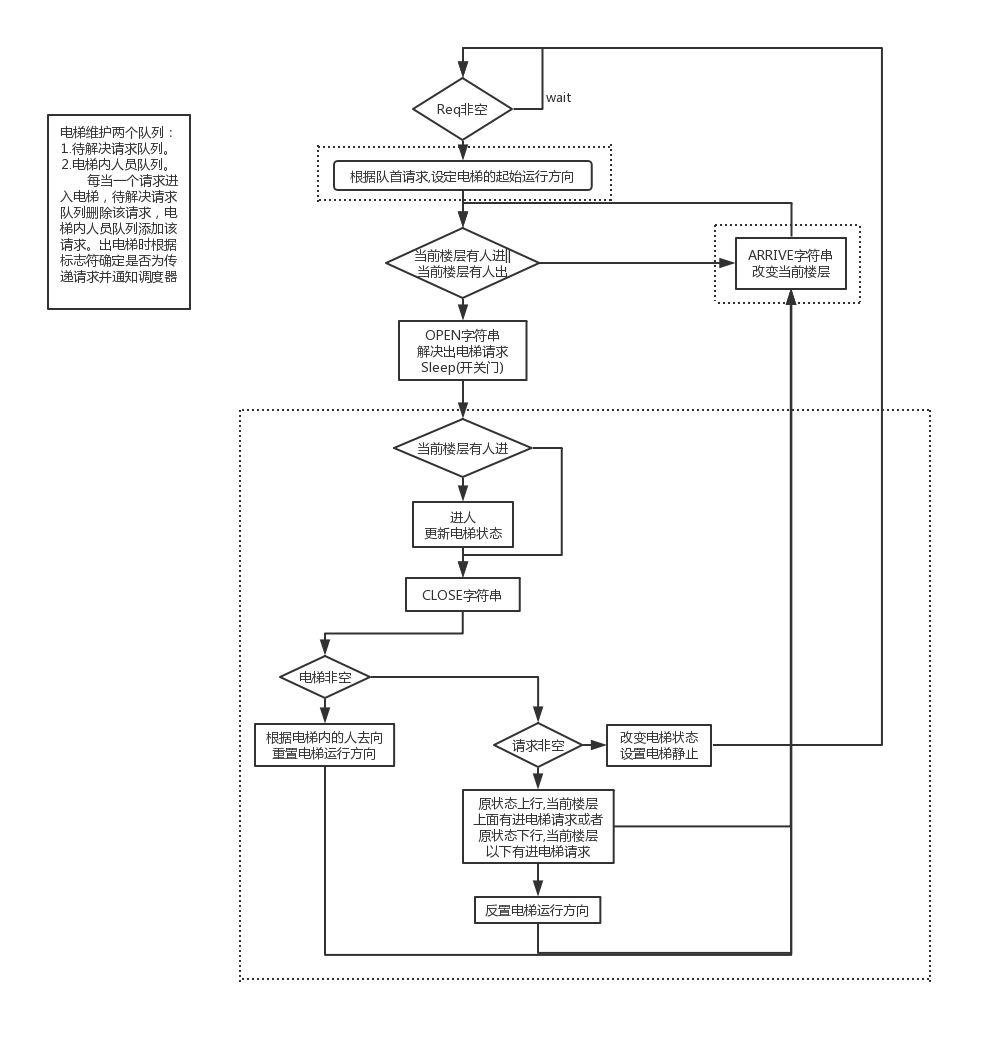 Req非空
wait
电梯维护两个队列：
1.待解决请求队列。
2.电梯内人员队列。
每当一个请求进
入电梯，待解决请求
队列删除该请求，电
梯内人员队列添加该
请求。出电梯时根据
标志符确定是否为传
递请求并通知调度器
根据队首请求,设定电梯的起始运行方向
当前楼层有人进||
当前楼层有人出
ARRIVE字符串
改变当前楼层
OPEN字符串
解决出电梯请求
Sleep(开关门)
当前楼层有人进
进人
更新电梯状态
CLOSE字符串
电梯非空
根据电梯内的人去向
重置电梯运行方向
请求非空
改变电梯状态
设置电梯静止
原状态上行,当前楼层
上面有进电梯请求或者
原状态下行,当前楼层
以下有进电梯请求
反置电梯运行方向